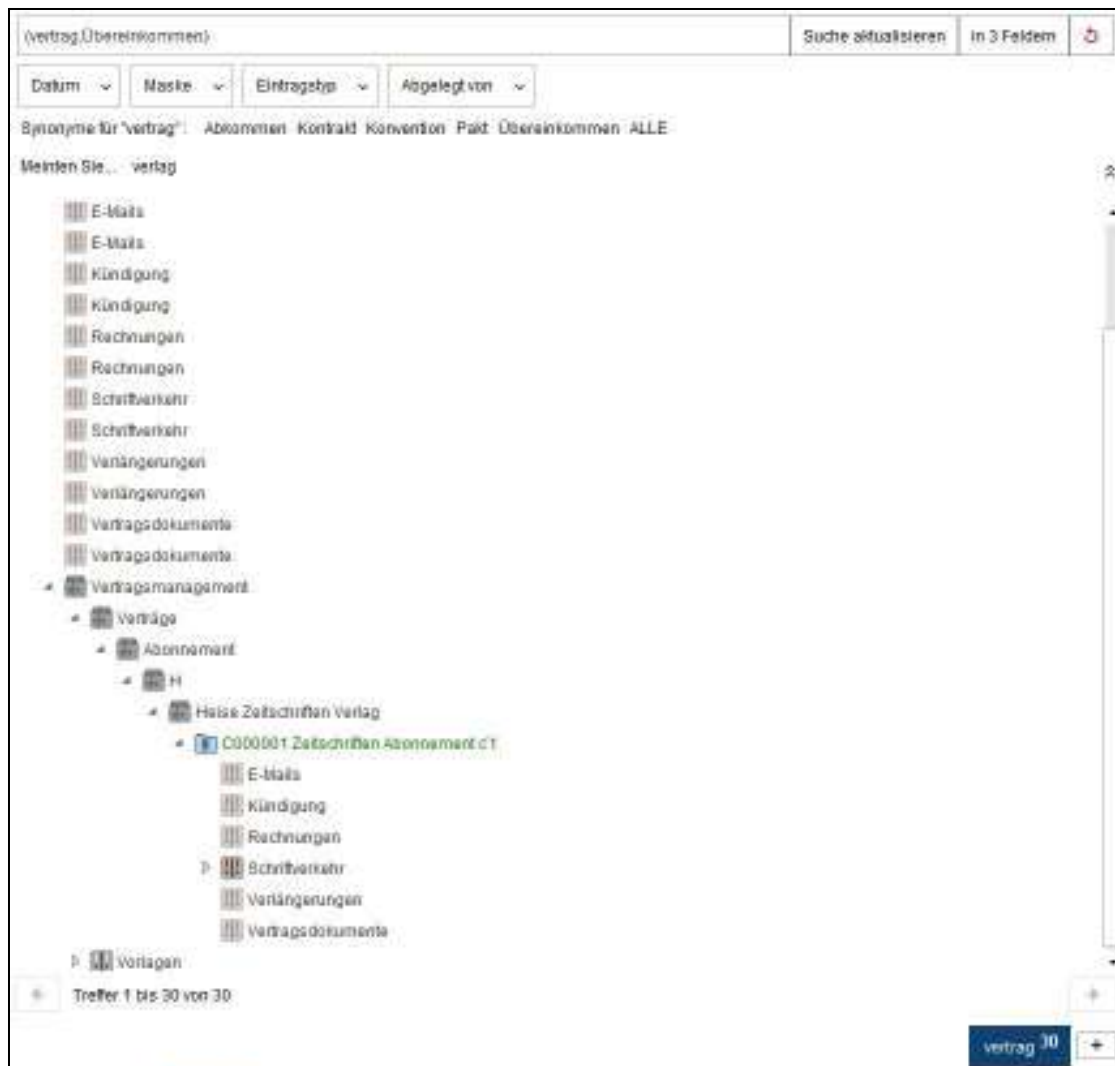 (vertrag,Übereinkommen) Suche aktualisieren in 3 Feldern
Datum Maske Eintragstyp Abgelegt von
Synonyme für "vertrag": Abkommen Kontrakt Konvention Pakt Übereinkommen ALLE
Meinten Sie... verlag
E-Mails
E-Mails
Kündigung
Kündigung
Rechnungen
Rechnungen
Schriftverkehr
Schriftverkehr
Verlängerungen
Verlängerungen
Vertragsdokumente
Vertragsdokumente
Vertragsmanagement
Verträge
Abonnement
H
Heise Zeitschriften Verlag
C000001 Zeitschriften Abonnement c't
E-Mails
Kündigung
Rechnungen
Schriftverkehr
Verlängerungen
Vertragsdokumente
Vorlagen
Treffer 1 bis 30 von 30
vertrag 30 +